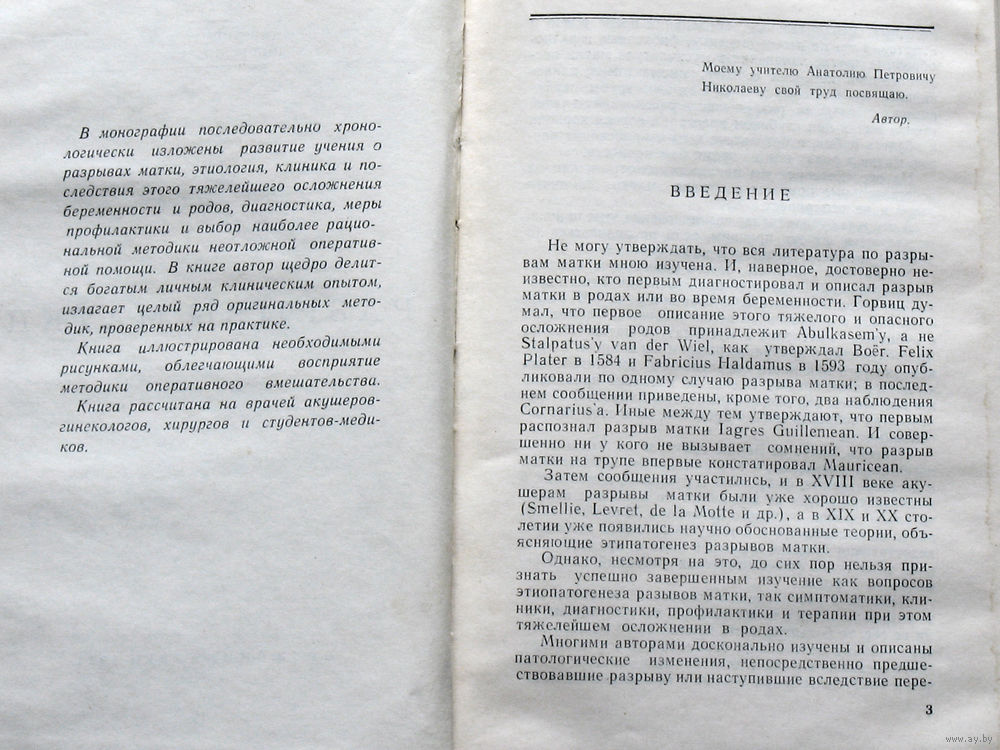 В монографии последовательно хроно-
логически изложены развитие учения о
разрывах матки, этиология, клиника и по-
следствия этого тяжелейшего осложнения
беременности и родов, диагностика, меры
профилактики и выбор наиболее рацио-
нальной методики неотложной оператив-
ной помощи. В книге автор щедро делит-
ся богатым личным клиническим опытом,
излагает целый ряд оригинальных мето-
дик, проверенных на практике.
Книга иллюстрирована необходимыми
рисунками, облегчающими восприятие
методики оперативного вмешательства.
Книга рассчитана на врачей акушеров-
гинекологов, хирургов и студентов-меди-
ков.
Моему учителю Анатолию Петровичу
Николаеву свой труд посвящаю.
Автор.
ВВЕДЕНИЕ
Не могу утверждать, что вся литература по разры-
вам матки мною изучена. И, наверное, достоверно не-
известно, кто первым диагностировал и описал разрыв
матки в родах или во время беременности. Горвиц ду-
мал, что первое описание этого тяжелого и опасного
осложнения родов принадлежит Abulkasem'y, а не
Stalpatus'y van der Wiel, как утверждал Boër. Felix
Plater в 1584 и Fabricius Haldamus в 1593 году опуб-
ликовали по одному случаю разрыва матки; в послед-
нем сообщении приведены, кроме того, два наблюдения
Cornarius'a. Иные между тем утверждают, что первым
распознал разрыв матки Iagres Guillemean. И совер-
шенно ни у кого не вызывает сомнений, что разрыв
матки на трупе впервые констатировал Mauricean.
Затем сообщения участились, и в XVIII веке аку-
шерам разрывы матки были уже хорошо известны
(Smellie, Levret, de la Motte и др.), а в XIX и XX сто-
летии уже появились научно обоснованные теории, объ-
ясняющие этипатогенез разрывов матки.
Однако, несмотря на это, до сих пор нельзя при-
знать успешно завершенным изучение как вопросов
этиопатогенеза разывов матки, так симптоматики, кли-
ники, диагностики, профилактики и терапии при этом
тяжелейшем осложнении в родах.
Многими авторами досконально изучены и описаны
патологические изменения, непосредственно предше-
ствовавшие разрыву или наступившие вследствие пере-
3
www.ay.by